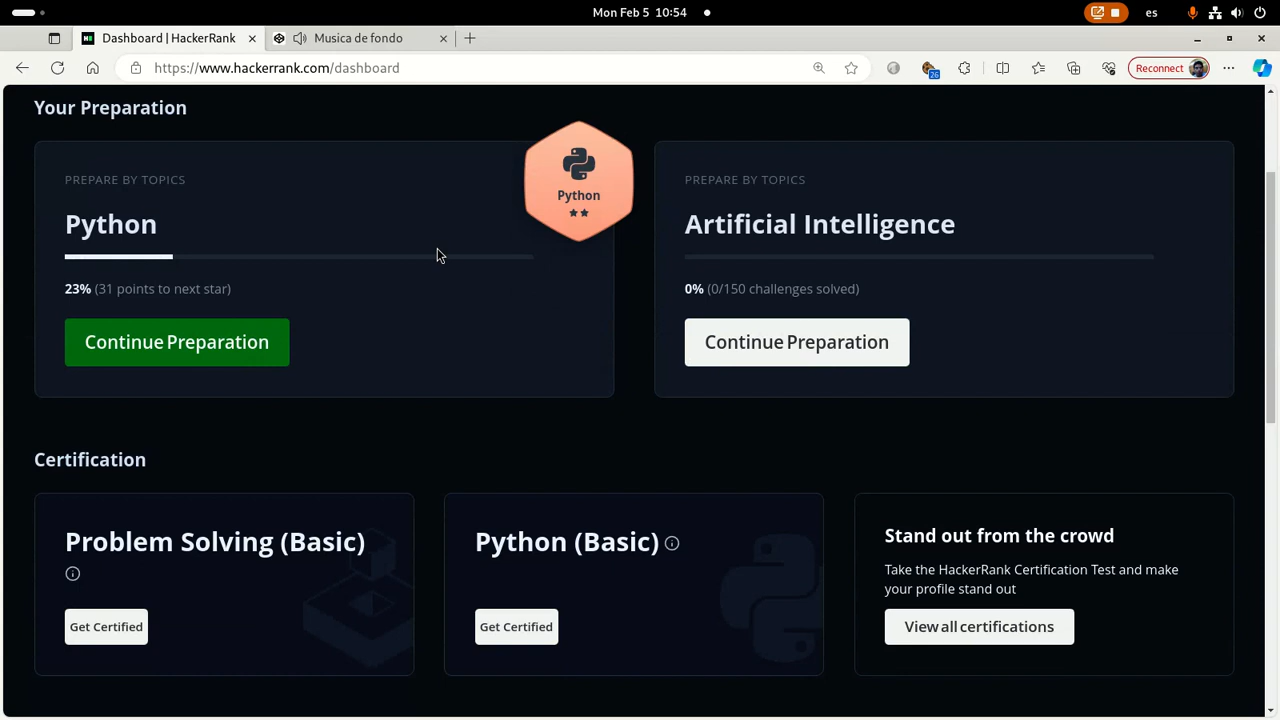 Mon Feb 5 10:54
es
Dashboard | HackerRank
Musica de fondo
https://www.hackerrank.com/dashboard
26
Reconnect
Your Preparation
PREPARE BY TOPICS
Python
23% (31 points to next star)
Continue Preparation
Python
PREPARE BY TOPICS
Artificial Intelligence
0% (0/150 challenges solved)
Continue Preparation
Certification
Problem Solving (Basic)
Get Certified
Python (Basic)
Get Certified
Stand out from the crowd
Take the HackerRank Certification Test and make
your profile stand out
View all certifications